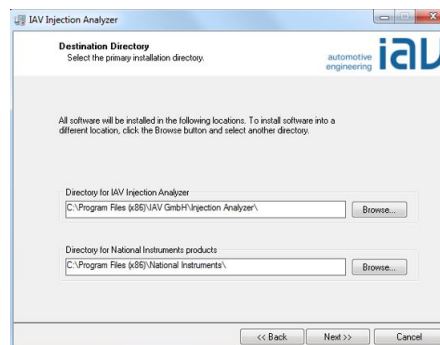 IAV Injection Analyzer
Destination Directory
Select the primary installation directory.
automotive
engineering
iav
All software will be installed in the following locations. To install software into a
different location, click the Browse button and select another directory.
Directory for IAV Injection Analyzer
C:\Program Files (x86)\IAV GmbH\Injection Analyzer\
Browse...
Directory for National Instruments products
C:\Program Files (x86)\National Instruments\
Browse...
<< Back
Next >>
Cancel